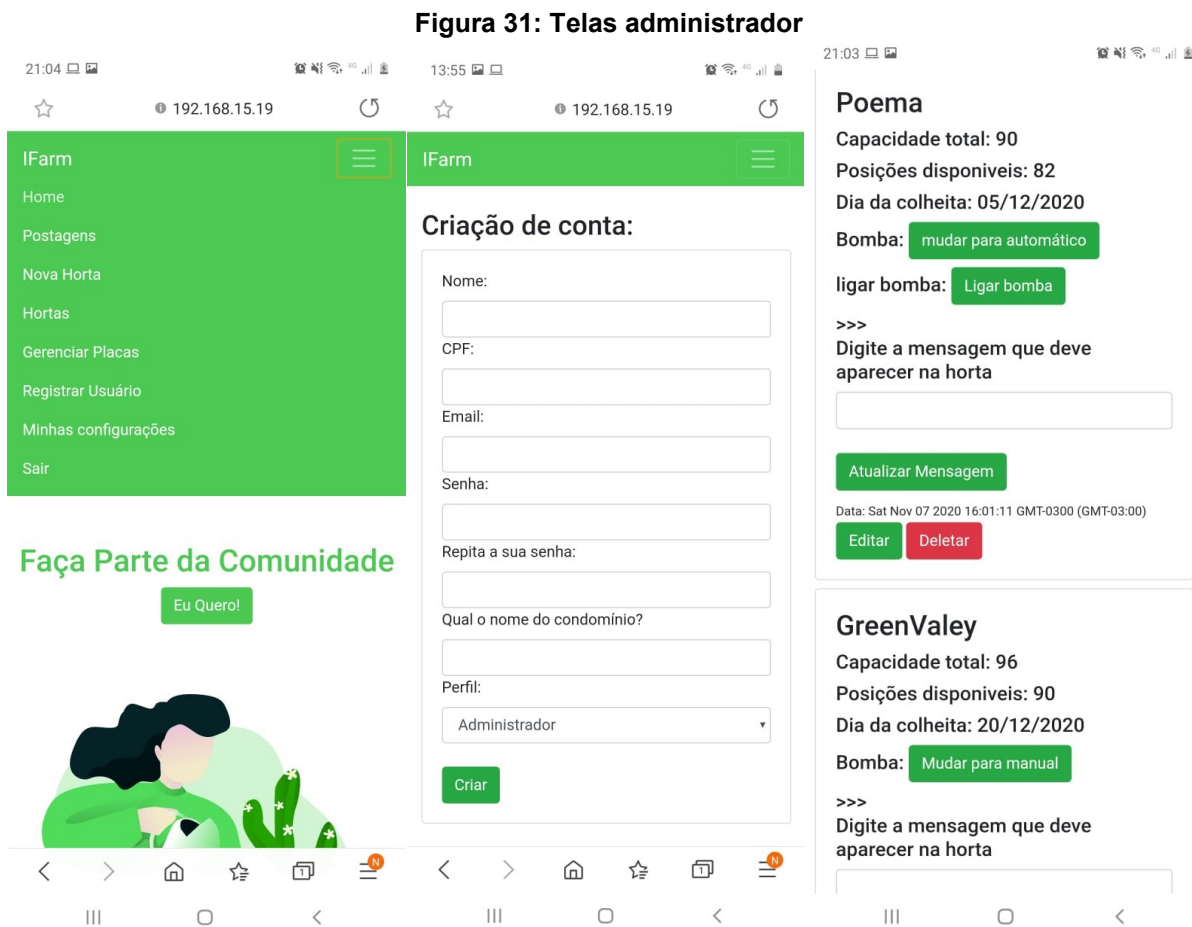 Figura 31: Telas administrador
21:04
4G
192.168.15.19
IFarm
Home
Postagens
Nova Horta
Hortas
Gerenciar Placas
Registrar Usuário
Minhas configurações
Sair
Faça Parte da Comunidade
Eu Quero!
1
N
13:55
4G
192.168.15.19
IFarm
Criação de conta:
Nome:
CPF:
Email:
Senha:
Repita a sua senha:
Qual o nome do condomínio?
Perfil:
Administrador
Criar
1
N
21:03
4G
Poema
Capacidade total: 90
Posições disponiveis: 82
Dia da colheita: 05/12/2020
Bomba: mudar para automático
ligar bomba: Ligar bomba
>>>
Digite a mensagem que deve
aparecer na horta
Atualizar Mensagem
Data: Sat Nov 07 2020 16:01:11 GMT-0300 (GMT-03:00)
Editar Deletar
GreenValey
Capacidade total: 96
Posições disponiveis: 90
Dia da colheita: 20/12/2020
Bomba: Mudar para manual
>>>
Digite a mensagem que deve
aparecer na horta